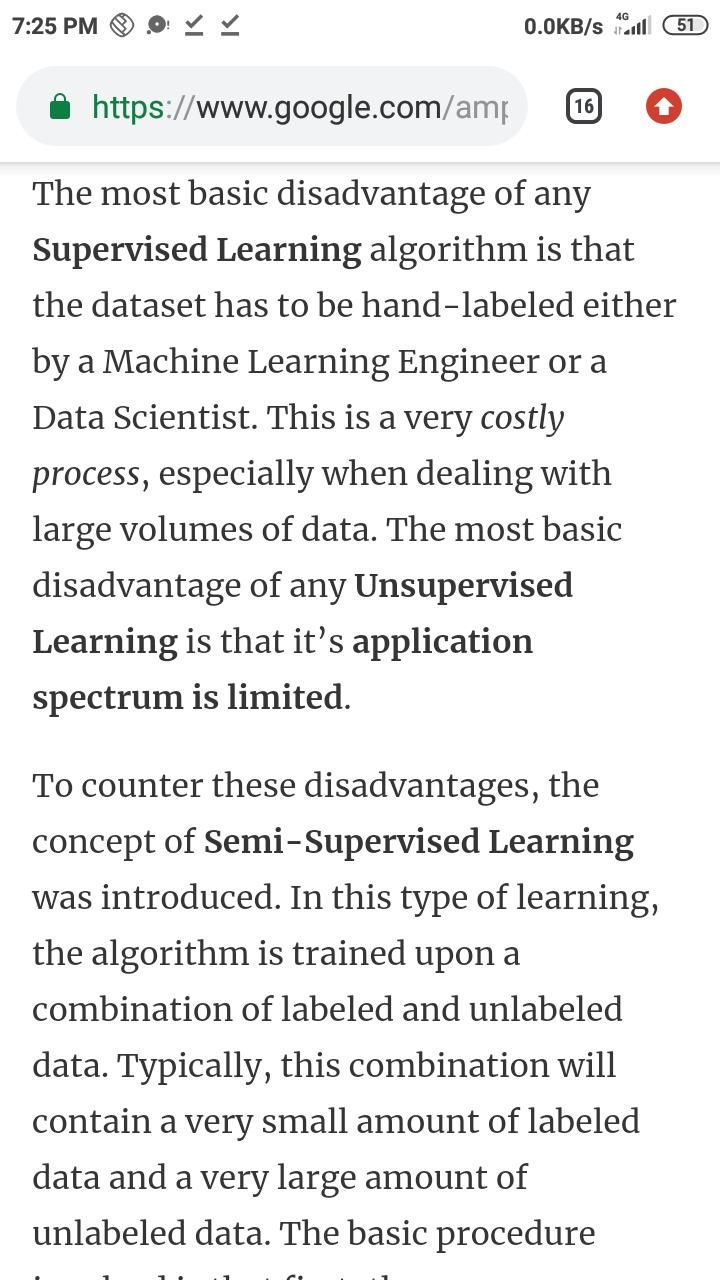 7:25 PM
0.0KB/s 4G 51
https://www.google.com/amp
16
The most basic disadvantage of any
Supervised Learning algorithm is that
the dataset has to be hand-labeled either
by a Machine Learning Engineer or a
Data Scientist. This is a very costly
process, especially when dealing with
large volumes of data. The most basic
disadvantage of any Unsupervised
Learning is that it’s application
spectrum is limited.
To counter these disadvantages, the
concept of Semi-Supervised Learning
was introduced. In this type of learning,
the algorithm is trained upon a
combination of labeled and unlabeled
data. Typically, this combination will
contain a very small amount of labeled
data and a very large amount of
unlabeled data. The basic procedure